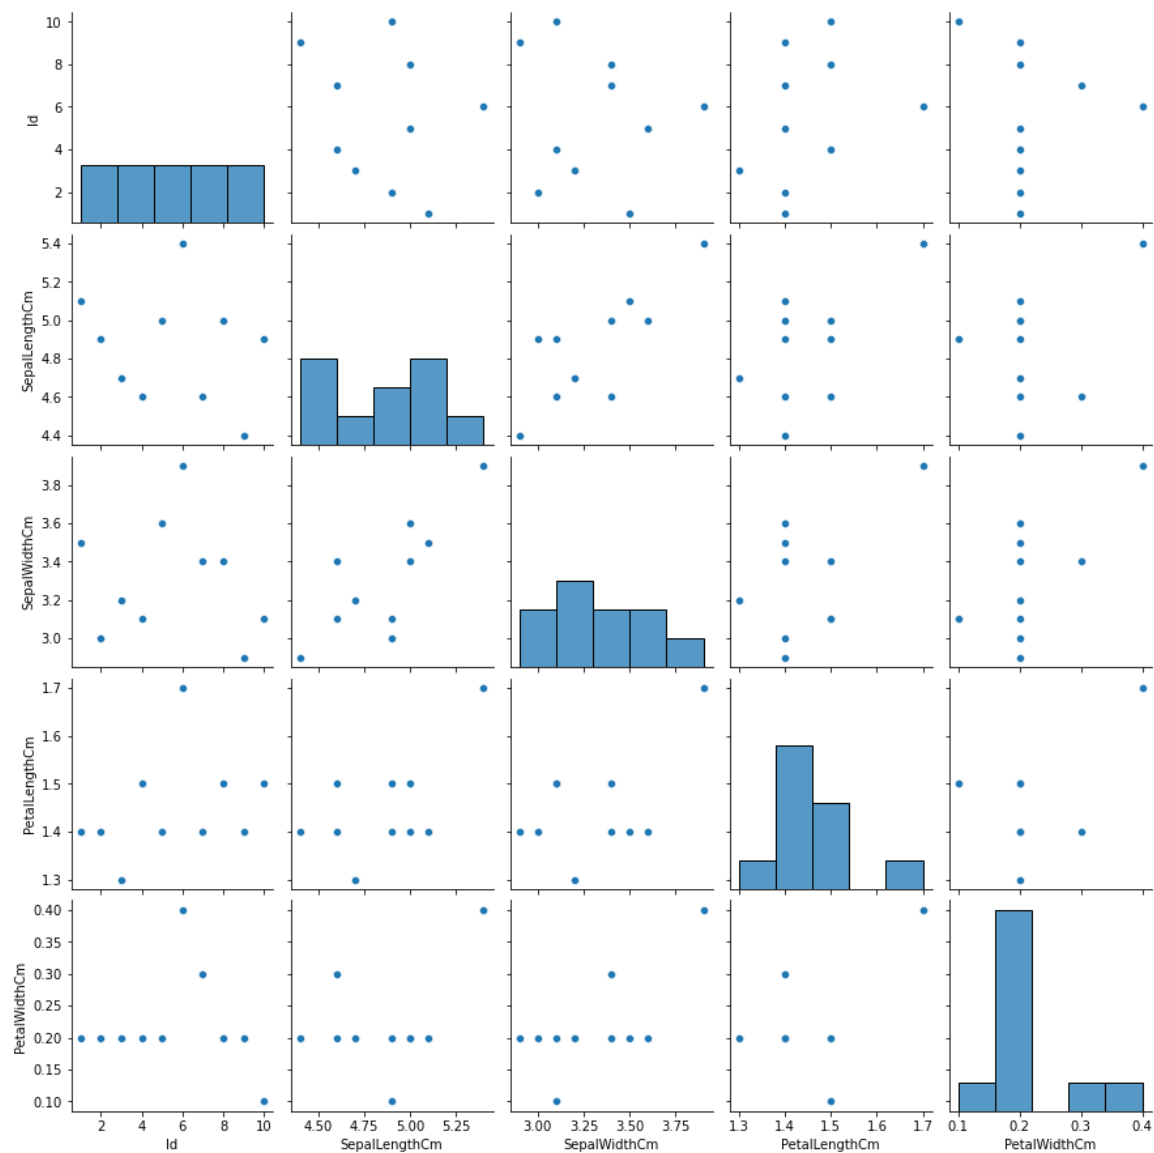 10
8
6
4
2
Id
5.4
5.2
5.0
4.8
4.6
4.4
SepalLengthCm
3.8
3.6
3.4
3.2
3.0
SepalWidthCm
1.7
1.6
1.5
1.4
1.3
PetalLengthCm
0.40
0.35
0.30
0.25
0.20
0.15
0.10
PetalWidthCm
2 4 6 8 10
Id
4.50 4.75 5.00 5.25
SepalLengthCm
3.00 3.25 3.50 3.75
SepalWidthCm
1.3 1.4 1.5 1.6 1.7
PetalLengthCm
0.1 0.2 0.3 0.4
PetalWidthCm